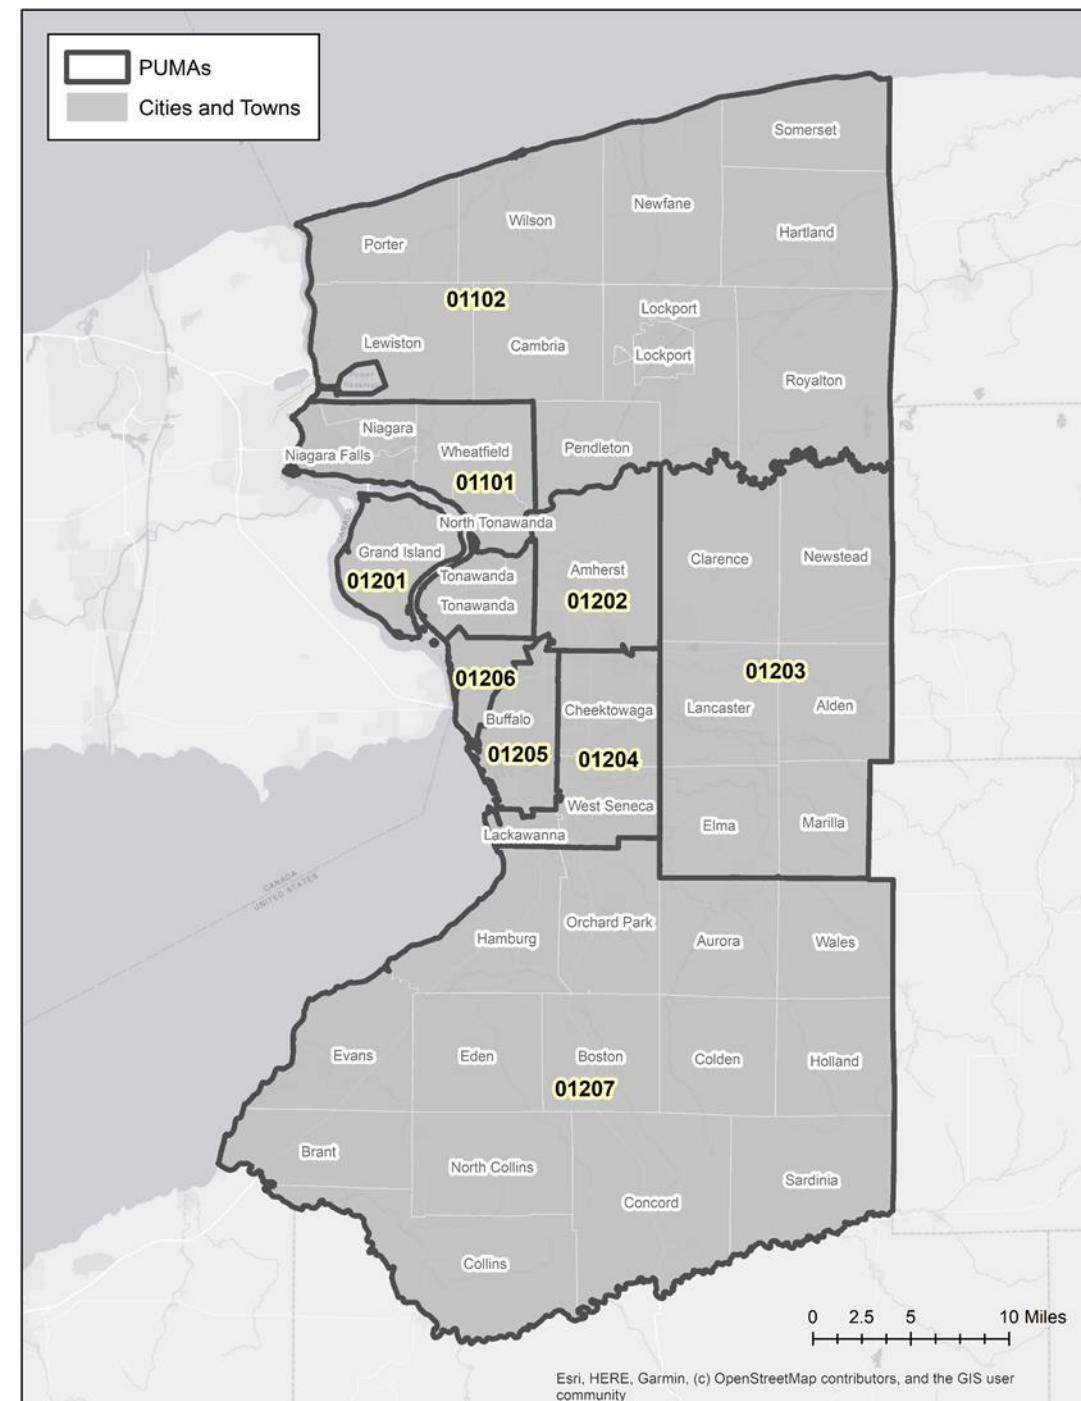 PUMAs
Cities and Towns
Somerset
Newfane
Wilson
Hartland
Porter
01102
Lockport
Lewiston
Cambria
Lockport
Power
Reservoir
Royalton
Niagara
Pendleton
Wheatfield
Niagara Falls
01101
CANADA
North Tonawanda
Grand Island
Clarence
Newstead
Amherst
Tonawanda
01201
01202
Tonawanda
01206
01203
Buffalo
Cheektowaga
Lancaster
Alden
01205
01204
West Seneca
Elma
Marilla
Lackawanna
CANADA
UNITED STATES
Orchard Park
Hamburg
Aurora
Wales
Evans
Eden
Boston
Colden
Holland
01207
Brant
North Collins
Sardinia
Concord
Collins
0 2.5 5 10 Miles
Esri, HERE, Garmin, (c) OpenStreetMap contributors, and the GIS user
community